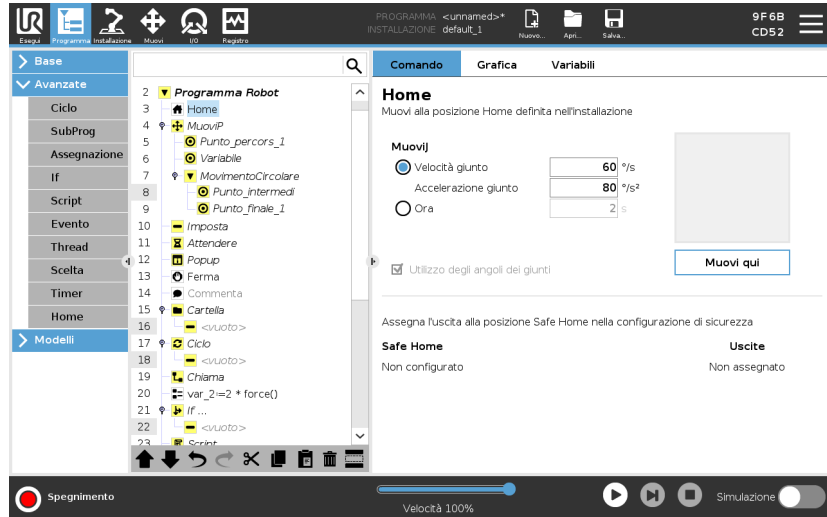 UR
PROGRAMMA <unnamed>*
INSTALLAZIONE default_1
Esegui Programma Installazione Muovi I/O Registro
Nuovo... Apri... Salva...
9F6B
CD52
Base
Avanzate
Ciclo
SubProg
Assegnazione
If
Script
Evento
Thread
Scelta
Timer
Home
Modelli
2 Programma Robot
3 Home
4 MuoviP
5 Punto_percors_1
6 Variabile
7 MovimentoCircolare
8 Punto_intermedi
9 Punto_finale_1
10 Imposta
11 Attendere
12 Popup
13 Ferma
14 Commenta
15 Cartella
16 <vuoto>
17 Ciclo
18 <vuoto>
19 Chiama
20 var_2≔2 * force()
21 If ...
22 <vuoto>
23 Script
Comando Grafica Variabili
Home
Muovi alla posizione Home definita nell'installazione
MuoviJ
Velocità giunto 60 °/s
Accelerazione giunto 80 °/s²
Ora 2 s
Muovi qui
Utilizzo degli angoli dei giunti
Assegna l'uscita alla posizione Safe Home nella configurazione di sicurezza
Safe Home Uscite
Non configurato Non assegnato
Spegnimento
Velocità 100%
Simulazione